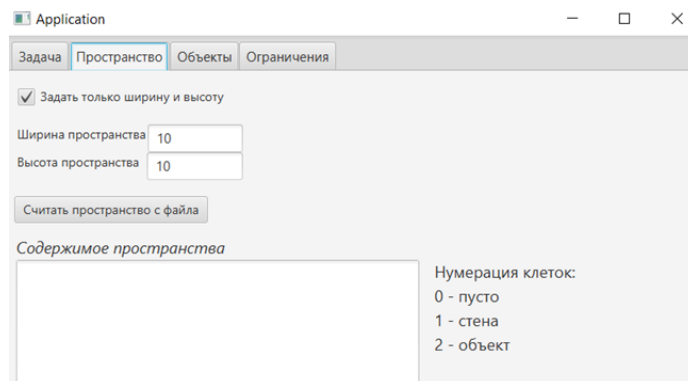 Application
Задача Пространство Объекты Ограничения
Задать только ширину и высоту
Ширина пространства 10
Высота пространства 10
Считать пространство с файла
Содержимое пространства
Нумерация клеток:
0 - пусто
1 - стена
2 - объект